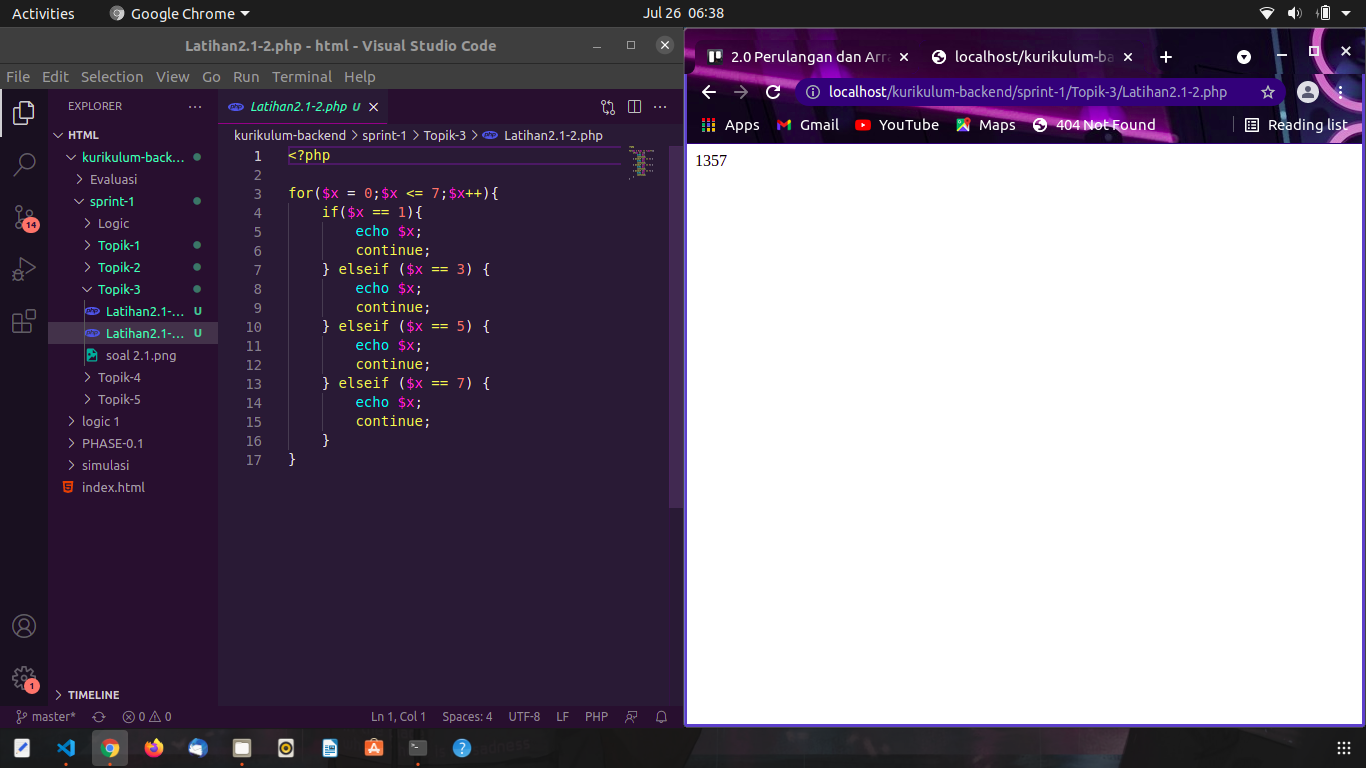 Activities
Google Chrome
Jul 26 06:38
Latihan2.1-2.php - html - Visual Studio Code
File Edit Selection View Go Run Terminal Help
EXPLORER
HTML
kurikulum-back...
Evaluasi
sprint-1
Logic
Topik-1
Topik-2
Topik-3
Latihan2.1-... U
Latihan2.1-... U
soal 2.1.png
Topik-4
Topik-5
logic 1
PHASE-0.1
simulasi
index.html
TIMELINE
14
1
Latihan2.1-2.php U
kurikulum-backend > sprint-1 > Topik-3 > Latihan2.1-2.php
1 <?php
2
3 for($x = 0;$x <= 7;$x++){
4     if($x == 1){
5         echo $x;
6         continue;
7     } elseif ($x == 3) {
8         echo $x;
9         continue;
10     } elseif ($x == 5) {
11         echo $x;
12         continue;
13     } elseif ($x == 7) {
14         echo $x;
15         continue;
16     }
17 }
master* 0 0 Ln 1, Col 1 Spaces: 4 UTF-8 LF PHP
2.0 Perulangan dan Arra
localhost/kurikulum-ba
localhost/kurikulum-backend/sprint-1/Topik-3/Latihan2.1-2.php
Apps Gmail YouTube Maps 404 Not Found Reading list
1357